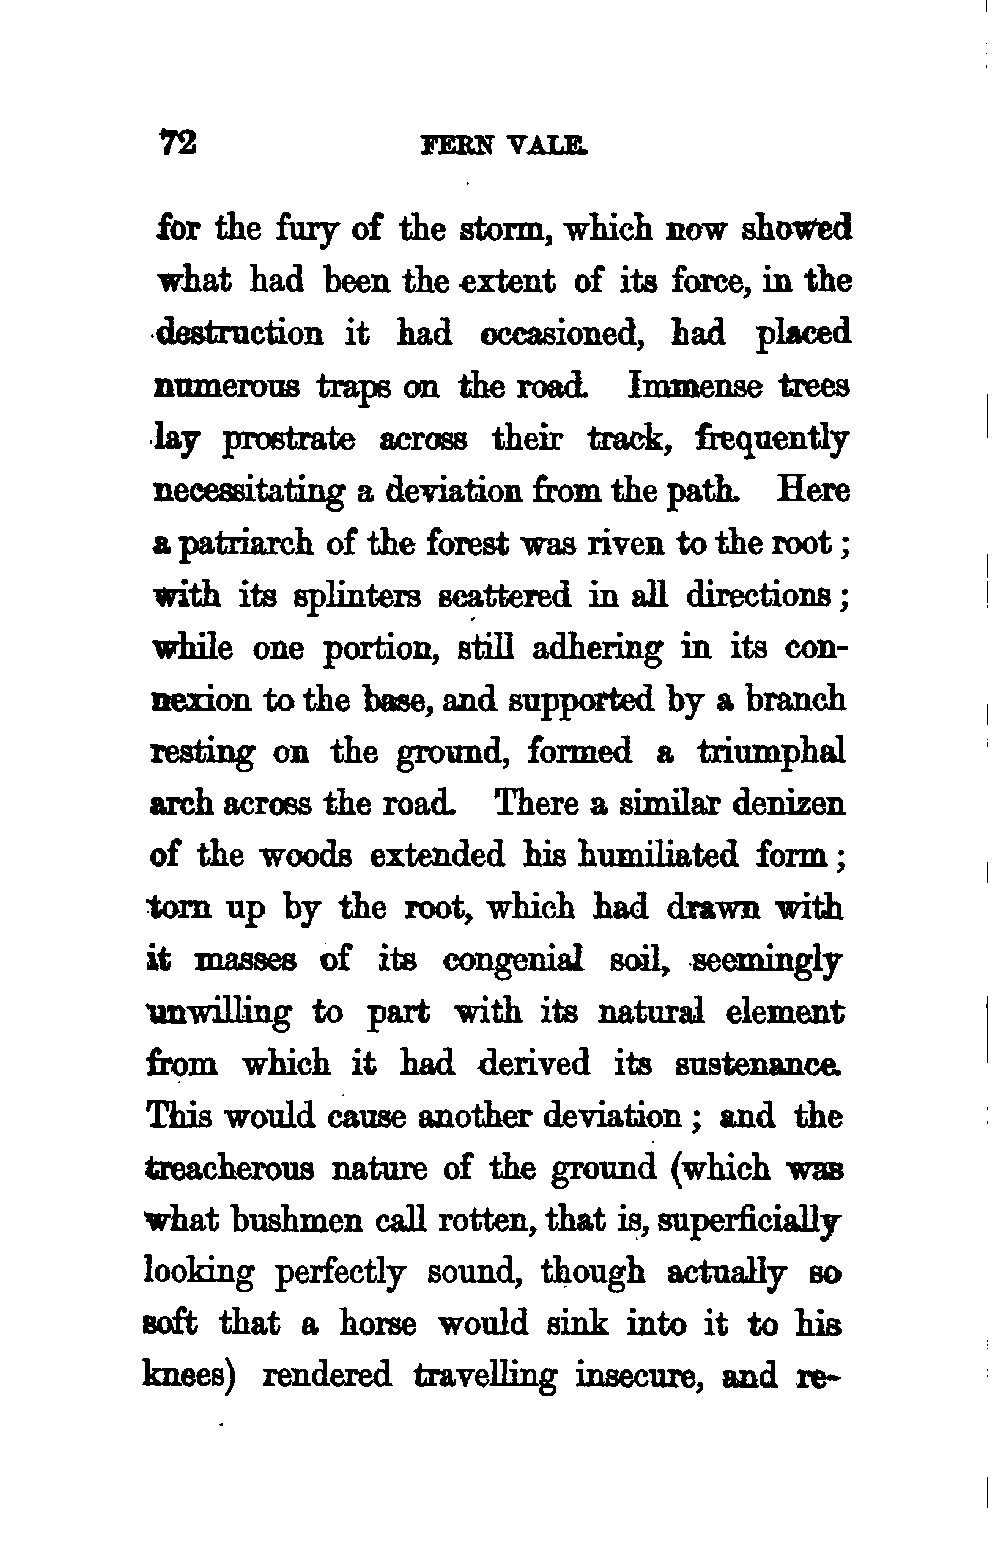 72 FERN VALE.
for the fury of the storm, which now showed
what had been the extent of its force, in the
destruction it had occasioned, had placed
numerous traps on the road. Immense trees
lay prostrate across their track, frequently
necessitating a deviation from the path. Here
a patriarch of the forest was riven to the root;
with its splinters scattered in all directions;
while one portion, still adhering in its con-
nexion to the base, and supported by a branch
resting on the ground, formed a triumphal
arch across the road. There a similar denizen
of the woods extended his humiliated form;
torn up by the root, which had drawn with
it masses of its congenial soil, seemingly
unwilling to part with its natural element
from which it had derived its sustenance.
This would cause another deviation; and the
treacherous nature of the ground (which was
what bushmen call rotten, that is, superficially
looking perfectly sound, though actually so
soft that a horse would sink into it to his
knees) rendered travelling insecure, and re-